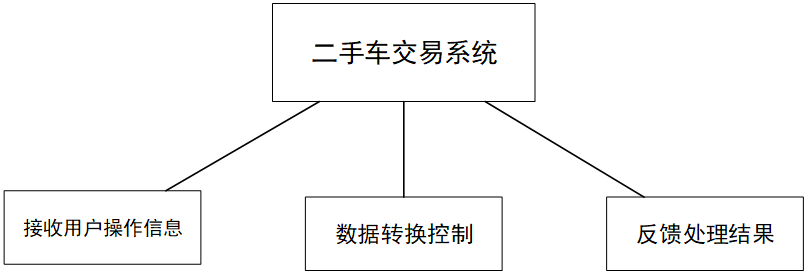 二手车交易系统
接收用户操作信息
数据转换控制
反馈处理结果